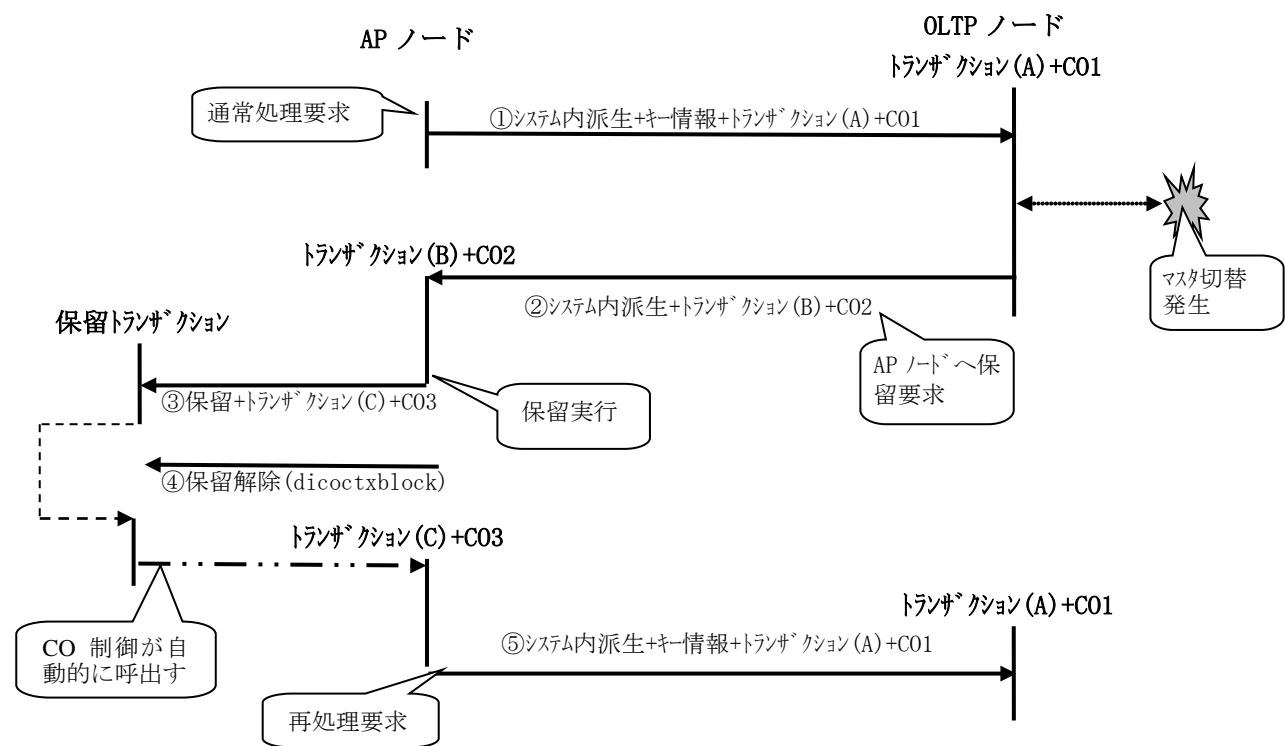 AP ノード
OLTP ノード
ﾄﾗﾝｻﾞｸｼｮﾝ(A)+CO1
通常処理要求
①ｼｽﾃﾑ内派生+ｷｰ情報+ﾄﾗﾝｻﾞｸｼｮﾝ(A)+CO1
ﾄﾗﾝｻﾞｸｼｮﾝ(B)+CO2
②ｼｽﾃﾑ内派生+ﾄﾗﾝｻﾞｸｼｮﾝ(B)+CO2
ﾏｽﾀ切替
発生
保留ﾄﾗﾝｻﾞｸｼｮﾝ
AP ﾉｰﾄﾞへ保
留要求
③保留+ﾄﾗﾝｻﾞｸｼｮﾝ(C)+CO3
保留実行
④保留解除(dicoctxblock)
ﾄﾗﾝｻﾞｸｼｮﾝ(C)+CO3
CO 制御が自
動的に呼出す
ﾄﾗﾝｻﾞｸｼｮﾝ(A)+CO1
⑤ｼｽﾃﾑ内派生+ｷｰ情報+ﾄﾗﾝｻﾞｸｼｮﾝ(A)+CO1
再処理要求